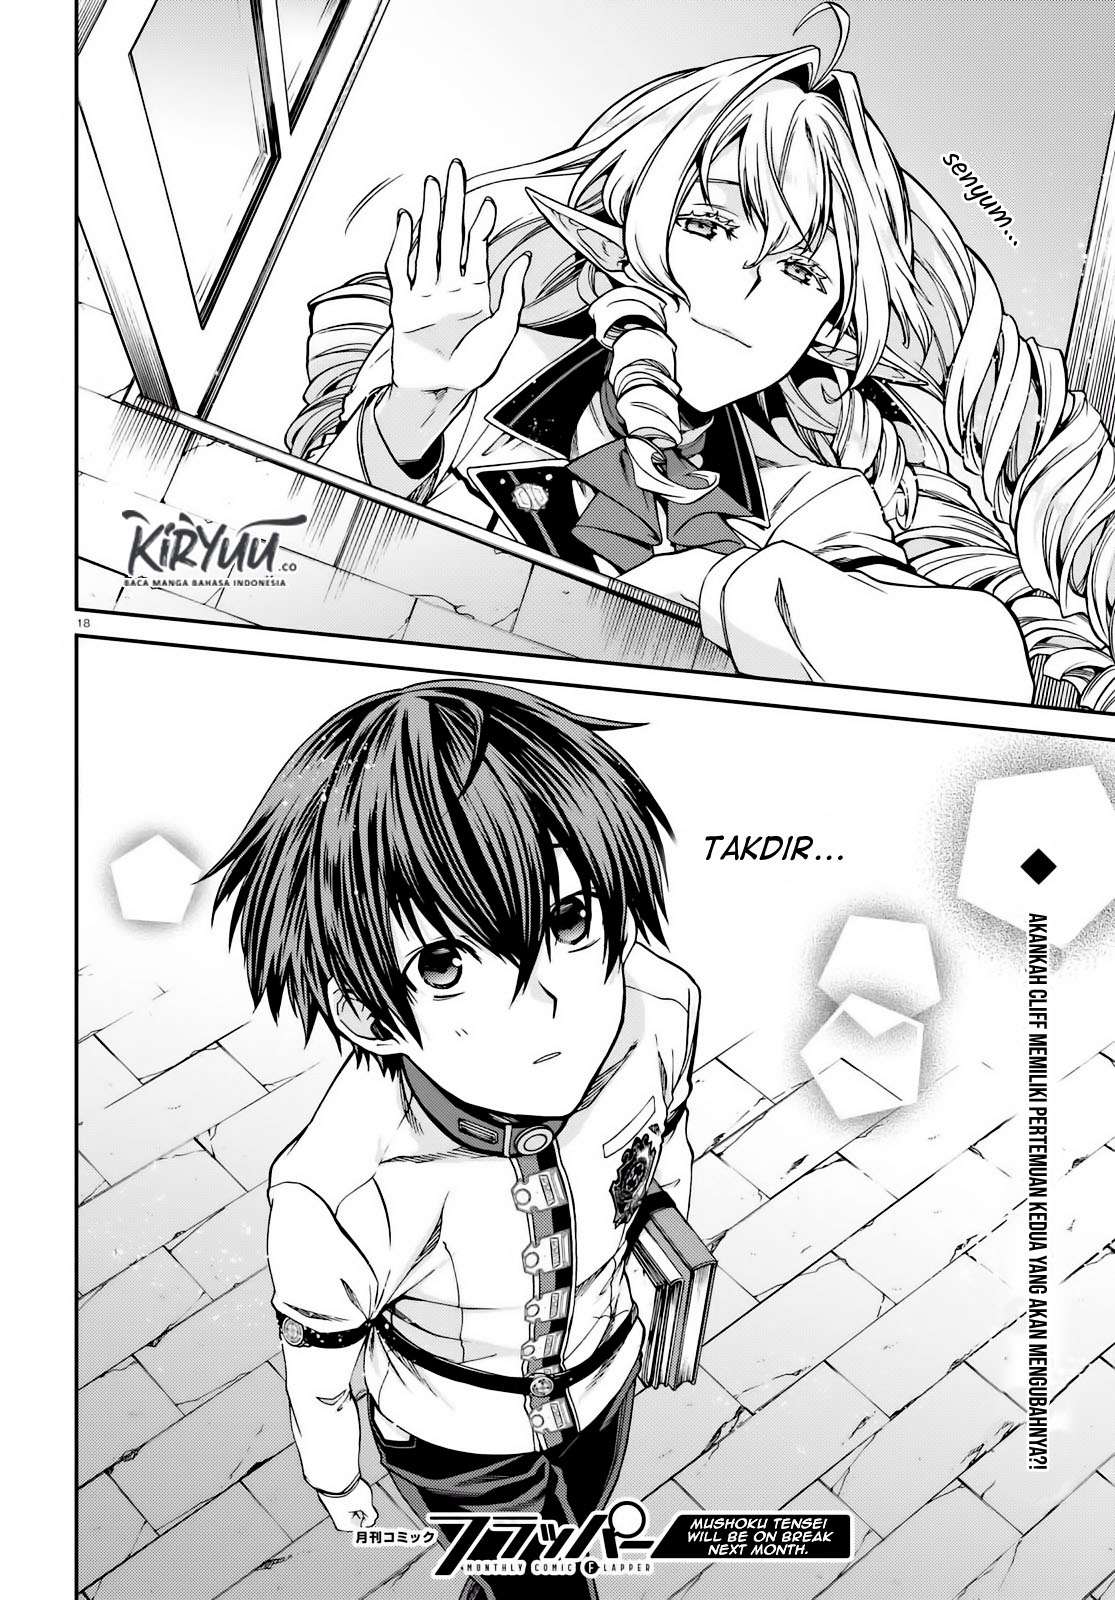 senyum...
KIRYUU.CO
BACA MANGA BAHASA INDONESIA
18
TAKDIR...
◆ AKANKAH CLIFF MEMILIKI PERTEMUAN KEDUA YANG AKAN MENGUBAHNYA?!
月刊コミック
フラッパー
MONTHLY COMIC FLAPPER
MUSHOKU TENSEI
WILL BE ON BREAK
NEXT MONTH.